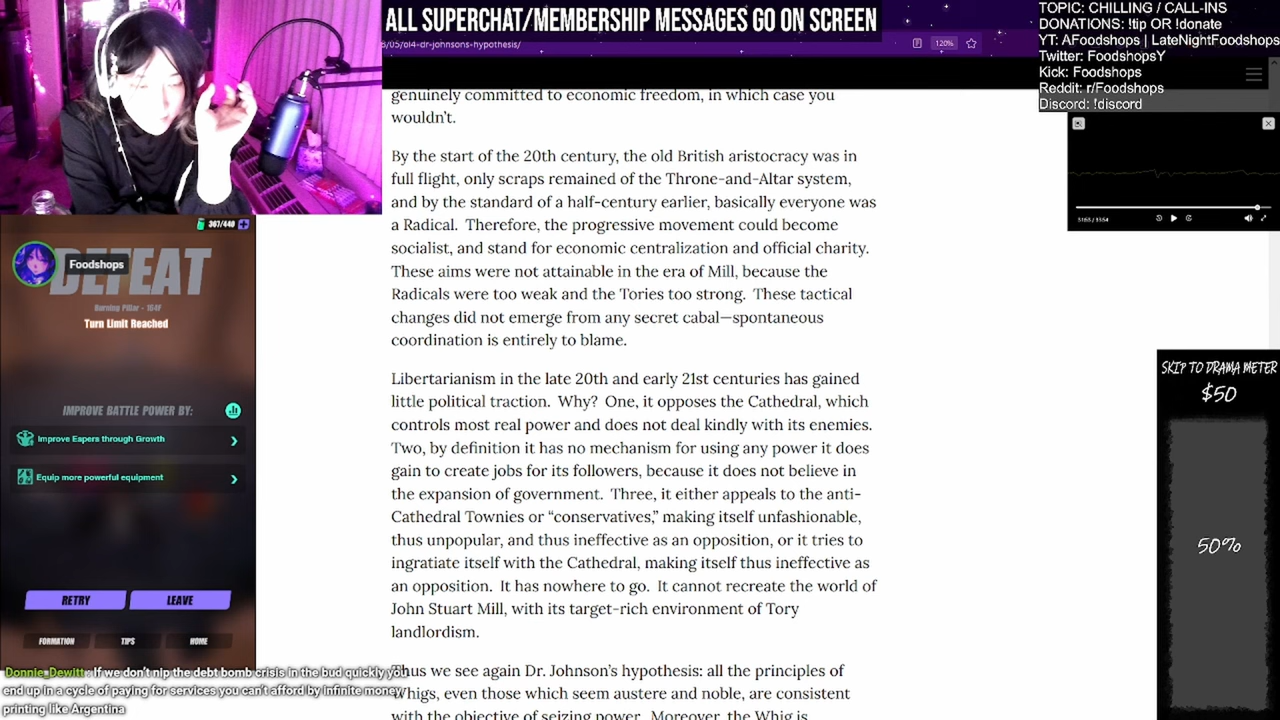 ALL SUPERCHAT/MEMBERSHIP MESSAGES GO ON SCREEN
/05/ol4-dr-johnsons-hypothesis/
120%
TOPIC: CHILLING / CALL-INS
DONATIONS: !tip OR !donate
YT: AFoodshops | LateNightFoodshops
Twitter: FoodshopsY
Kick: Foodshops
Reddit: r/Foodshops
Discord: !discord
genuinely committed to economic freedom, in which case you
wouldn't.
By the start of the 20th century, the old British aristocracy was in
full flight, only scraps remained of the Throne-and-Altar system,
and by the standard of a half-century earlier, basically everyone was
a Radical. Therefore, the progressive movement could become
socialist, and stand for economic centralization and official charity.
These aims were not attainable in the era of Mill, because the
Radicals were too weak and the Tories too strong. These tactical
changes did not emerge from any secret cabal—spontaneous
coordination is entirely to blame.
Libertarianism in the late 20th and early 21st centuries has gained
little political traction. Why? One, it opposes the Cathedral, which
controls most real power and does not deal kindly with its enemies.
Two, by definition it has no mechanism for using any power it does
gain to create jobs for its followers, because it does not believe in
the expansion of government. Three, it either appeals to the anti-
Cathedral Townies or “conservatives,” making itself unfashionable,
thus unpopular, and thus ineffective as an opposition, or it tries to
ingratiate itself with the Cathedral, making itself thus ineffective as
an opposition. It has nowhere to go. It cannot recreate the world of
John Stuart Mill, with its target-rich environment of Tory
landlordism.
Thus we see again Dr. Johnson's hypothesis: all the principles of
Whigs, even those which seem austere and noble, are consistent
with the objective of seizing power. Moreover, the Whig is
367/440
DEFEAT
Foodshops
Burning Pillar - 164F
Turn Limit Reached
IMPROVE BATTLE POWER BY:
Improve Eapers through Growth
Equip more powerful equipment
RETRY
LEAVE
FORMATION
TIPS
HOME
Donnie_Dewitt: If we don't nip the debt bomb crisis in the bud quickly you
end up in a cycle of paying for services you can't afford by infinite money
printing like Argentina
SKIP TO DRAMA METER
$50
50%